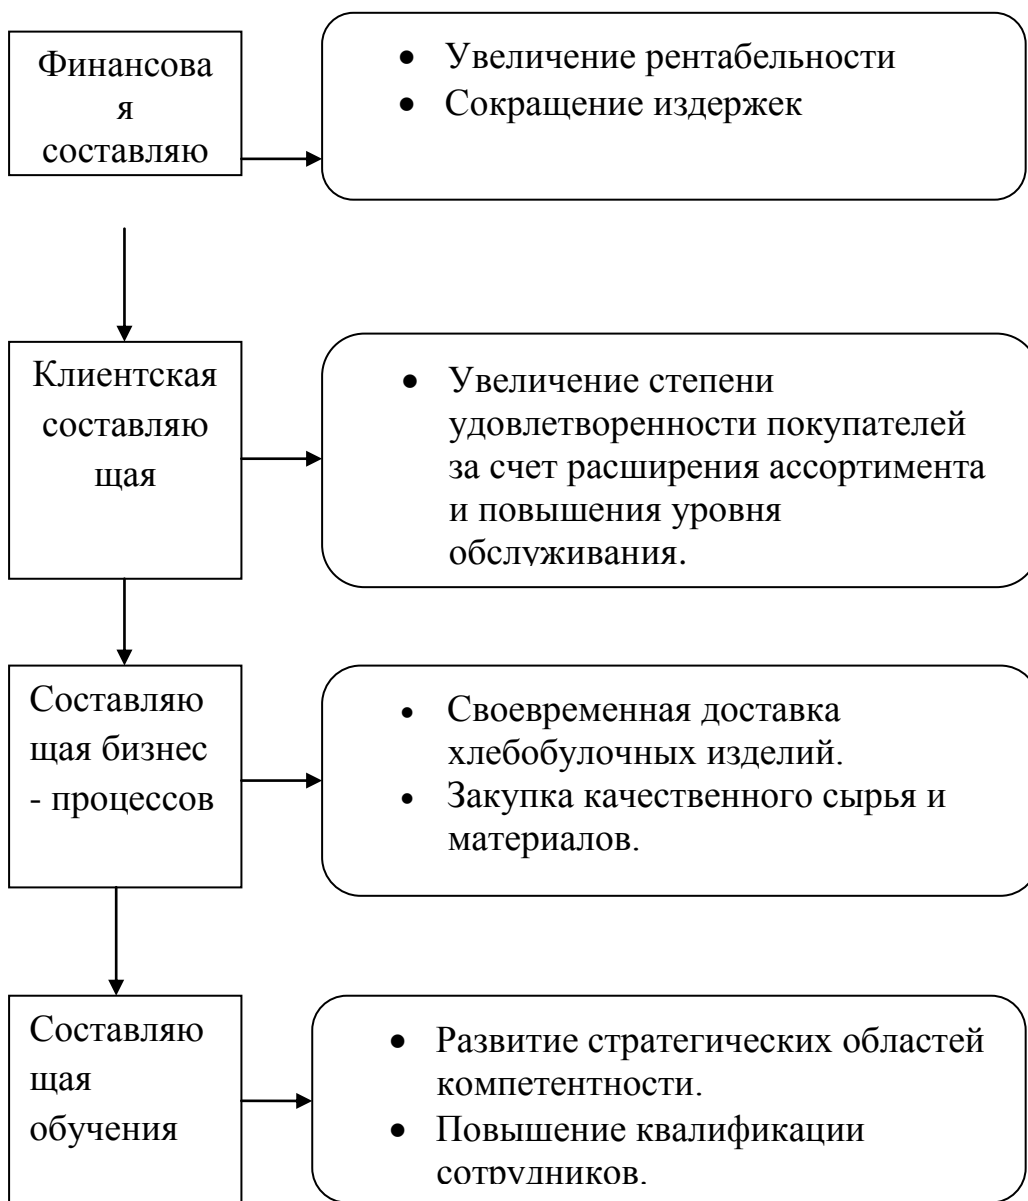 Финансова
я
составляю
• Увеличение рентабельности
• Сокращение издержек
Клиентская
составляю
щая
• Увеличение степени
удовлетворенности покупателей
за счет расширения ассортимента
и повышения уровня
обслуживания.
Составляю
щая бизнес
- процессов
• Своевременная доставка
хлебобулочных изделий.
• Закупка качественного сырья и
материалов.
Составляю
щая
обучения
• Развитие стратегических областей
компетентности.
• Повышение квалификации
сотрудников.